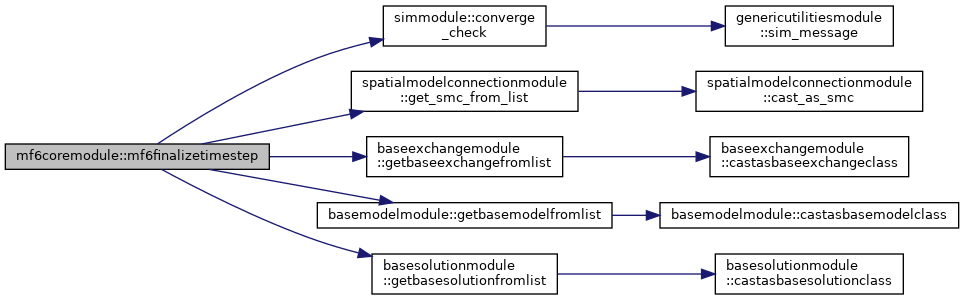 simmodule::converge
_check
genericutilitiesmodule
::sim_message
spatialmodelconnectionmodule
::get_smc_from_list
spatialmodelconnectionmodule
::cast_as_smc
mf6coremodule::mf6finalizetimestep
baseexchangemodule
::getbaseexchangefromlist
baseexchangemodule
::castasbaseexchangeclass
basemodelmodule::getbasemodelfromlist
basemodelmodule::castasbasemodelclass
basesolutionmodule
::getbasesolutionfromlist
basesolutionmodule
::castasbasesolutionclass